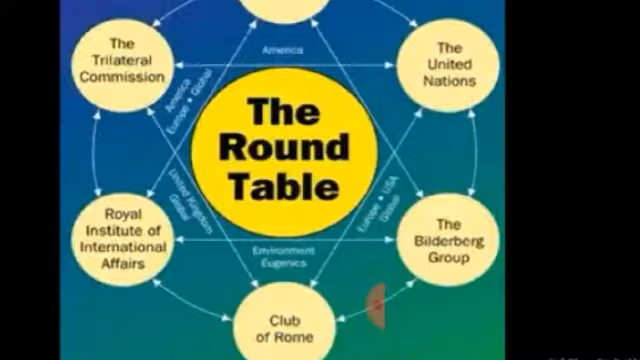 America
The
Trilateral
Commission
The
United
Nations
America
Europe • Global
The
Round
Table
United Kingdom
Global
Europe • USA
Global
Royal
Institute of
International
Affairs
The
Bilderberg
Group
Environment
Eugenics
Club
of Rome